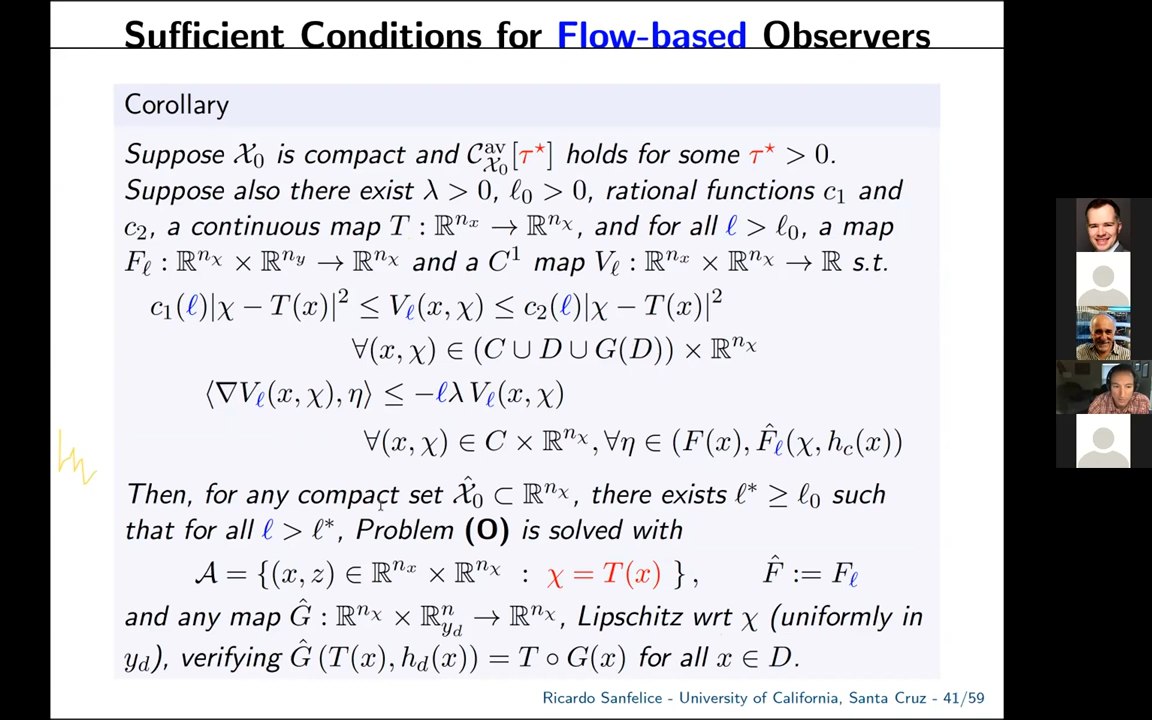 Sufficient Conditions for Flow-based Observers
Corollary
Suppose 𝒳₀ is compact and 𝒞ᵃᵛ_𝒳₀[τ⋆] holds for some τ⋆ > 0.
Suppose also there exist λ > 0, ℓ₀ > 0, rational functions c₁ and
c₂, a continuous map T : ℝ^{n_x} → ℝ^{n_χ}, and for all ℓ > ℓ₀, a map
F_ℓ : ℝ^{n_χ} × ℝ^{n_y} → ℝ^{n_χ} and a C¹ map V_ℓ : ℝ^{n_x} × ℝ^{n_χ} → ℝ s.t.
c₁(ℓ)|χ − T(x)|² ≤ V_ℓ(x, χ) ≤ c₂(ℓ)|χ − T(x)|²
∀(x, χ) ∈ (C ∪ D ∪ G(D)) × ℝ^{n_χ}
⟨∇V_ℓ(x, χ), η⟩ ≤ −ℓλ V_ℓ(x, χ)
∀(x, χ) ∈ C × ℝ^{n_χ}, ∀η ∈ (F(x), F̂_ℓ(χ, h_c(x))
Then, for any compact set 𝒳̂₀ ⊂ ℝ^{n_χ}, there exists ℓ* ≥ ℓ₀ such
that for all ℓ > ℓ*, Problem (O) is solved with
𝒜 = {(x, z) ∈ ℝ^{n_x} × ℝ^{n_χ} : χ = T(x) }, F̂ := F_ℓ
and any map Ĝ : ℝ^{n_χ} × ℝ^n_{y_d} → ℝ^{n_χ}, Lipschitz wrt χ (uniformly in
y_d), verifying Ĝ (T(x), h_d(x)) = T ∘ G(x) for all x ∈ D.
Ricardo Sanfelice - University of California, Santa Cruz - 41/59